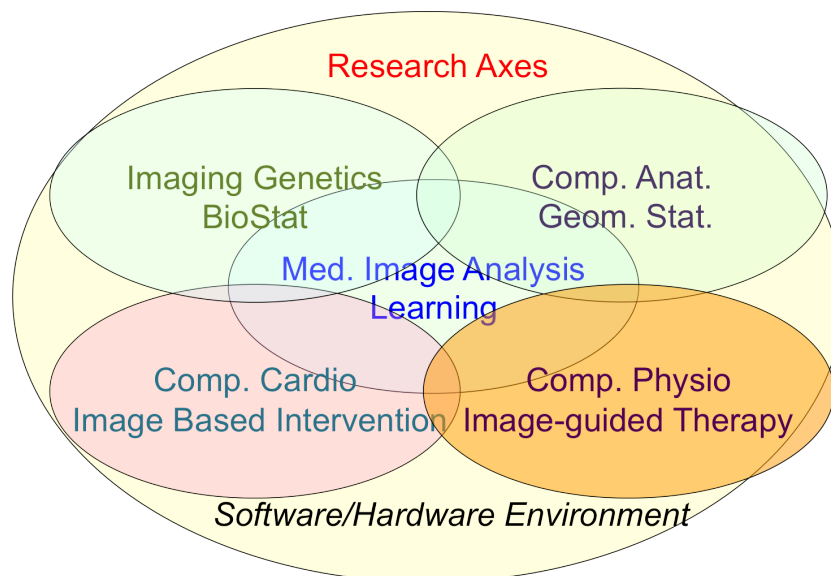 Research Axes
Imaging Genetics
BioStat
Comp. Anat.
Geom. Stat.
Med. Image Analysis
Learning
Comp. Cardio
Image Based Intervention
Comp. Physio
Image-guided Therapy
Software/Hardware Environment